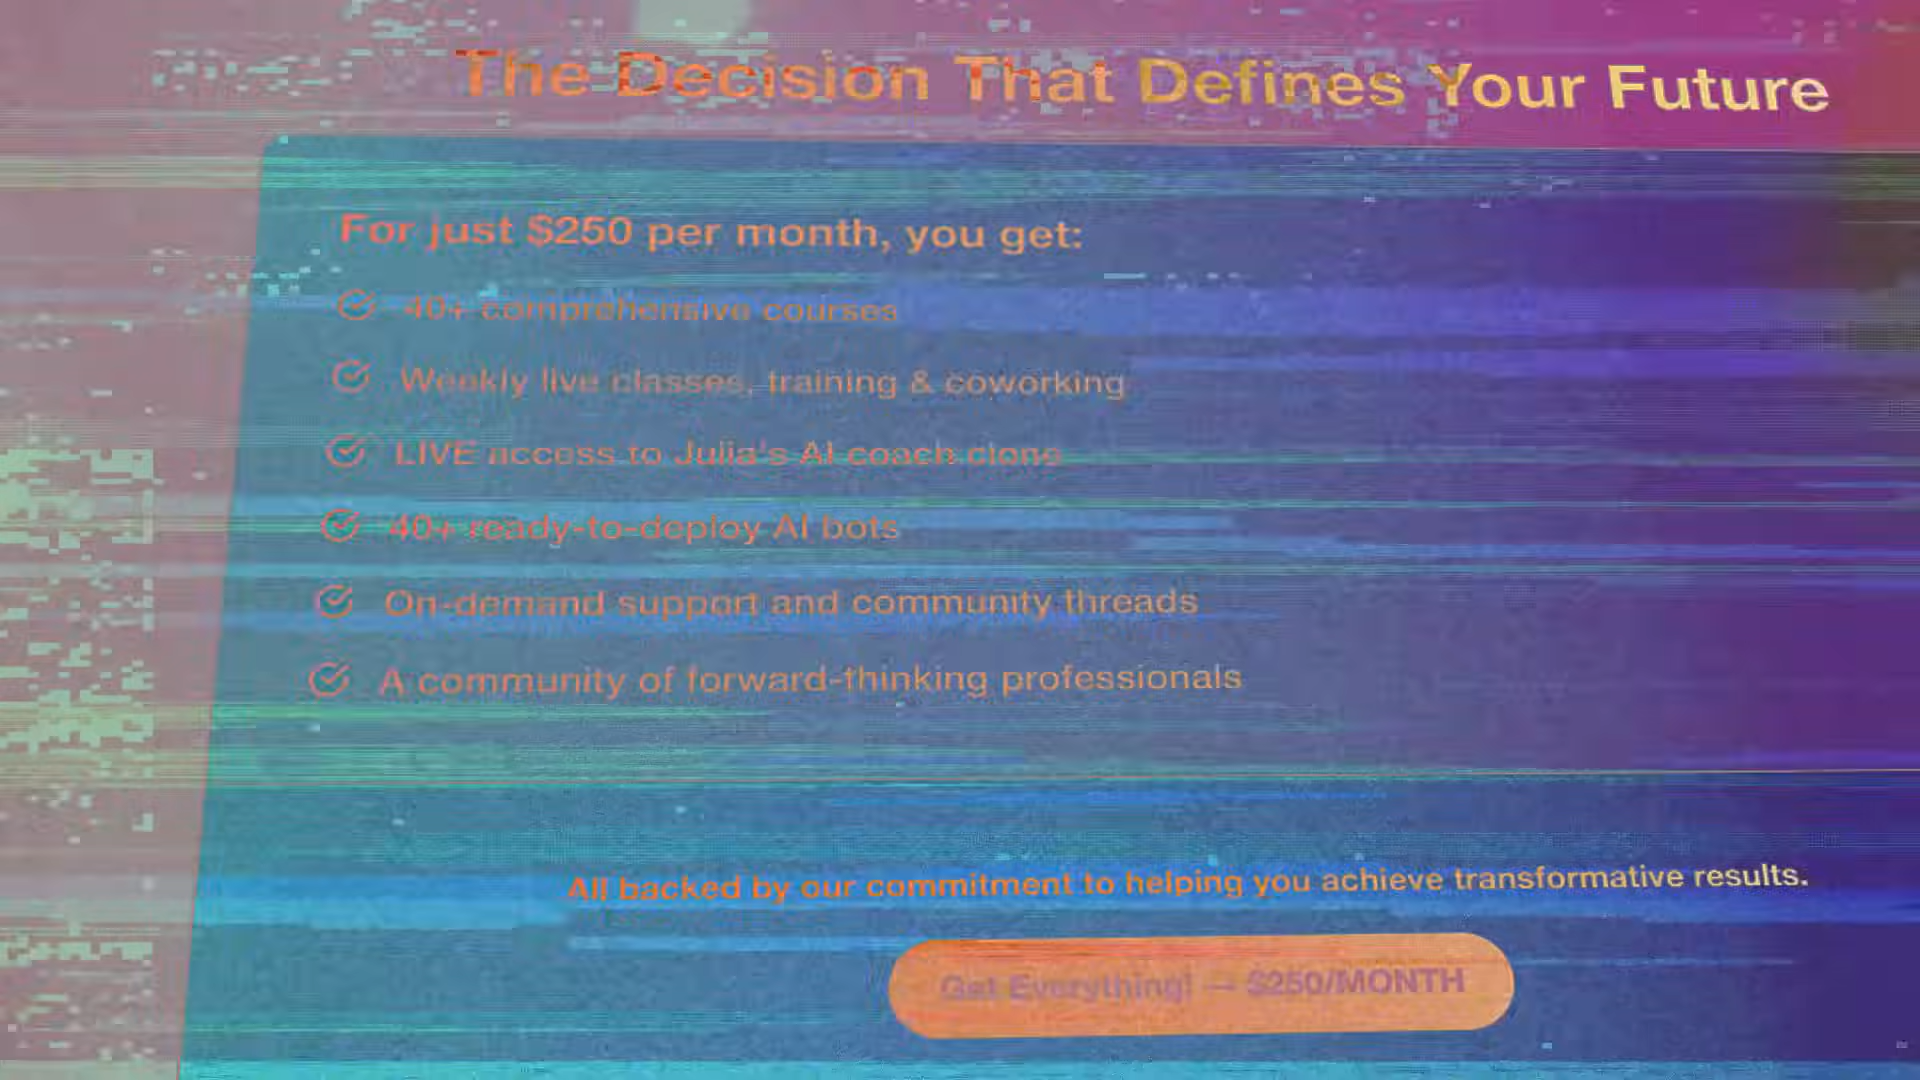 The Decision That Defines Your Future
For just $250 per month, you get:
40+ comprehensive courses
Weekly live classes, training & coworking
LIVE access to Julia's AI coach clone
40+ ready-to-deploy AI bots
On-demand support and community threads
A community of forward-thinking professionals
All backed by our commitment to helping you achieve transformative results.
Get Everything! → $250/MONTH